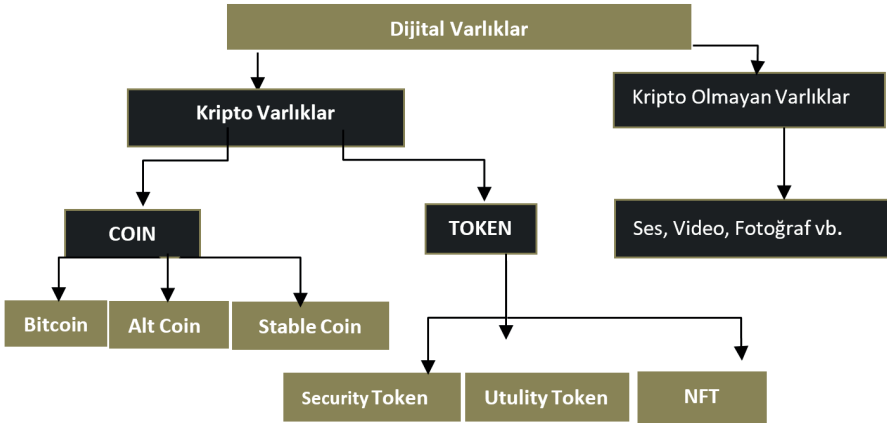 Dijital Varlıklar
Kripto Varlıklar
Kripto Olmayan Varlıklar
COIN
TOKEN
Ses, Video, Fotoğraf vb.
Bitcoin
Alt Coin
Stable Coin
Security Token
Utulity Token
NFT